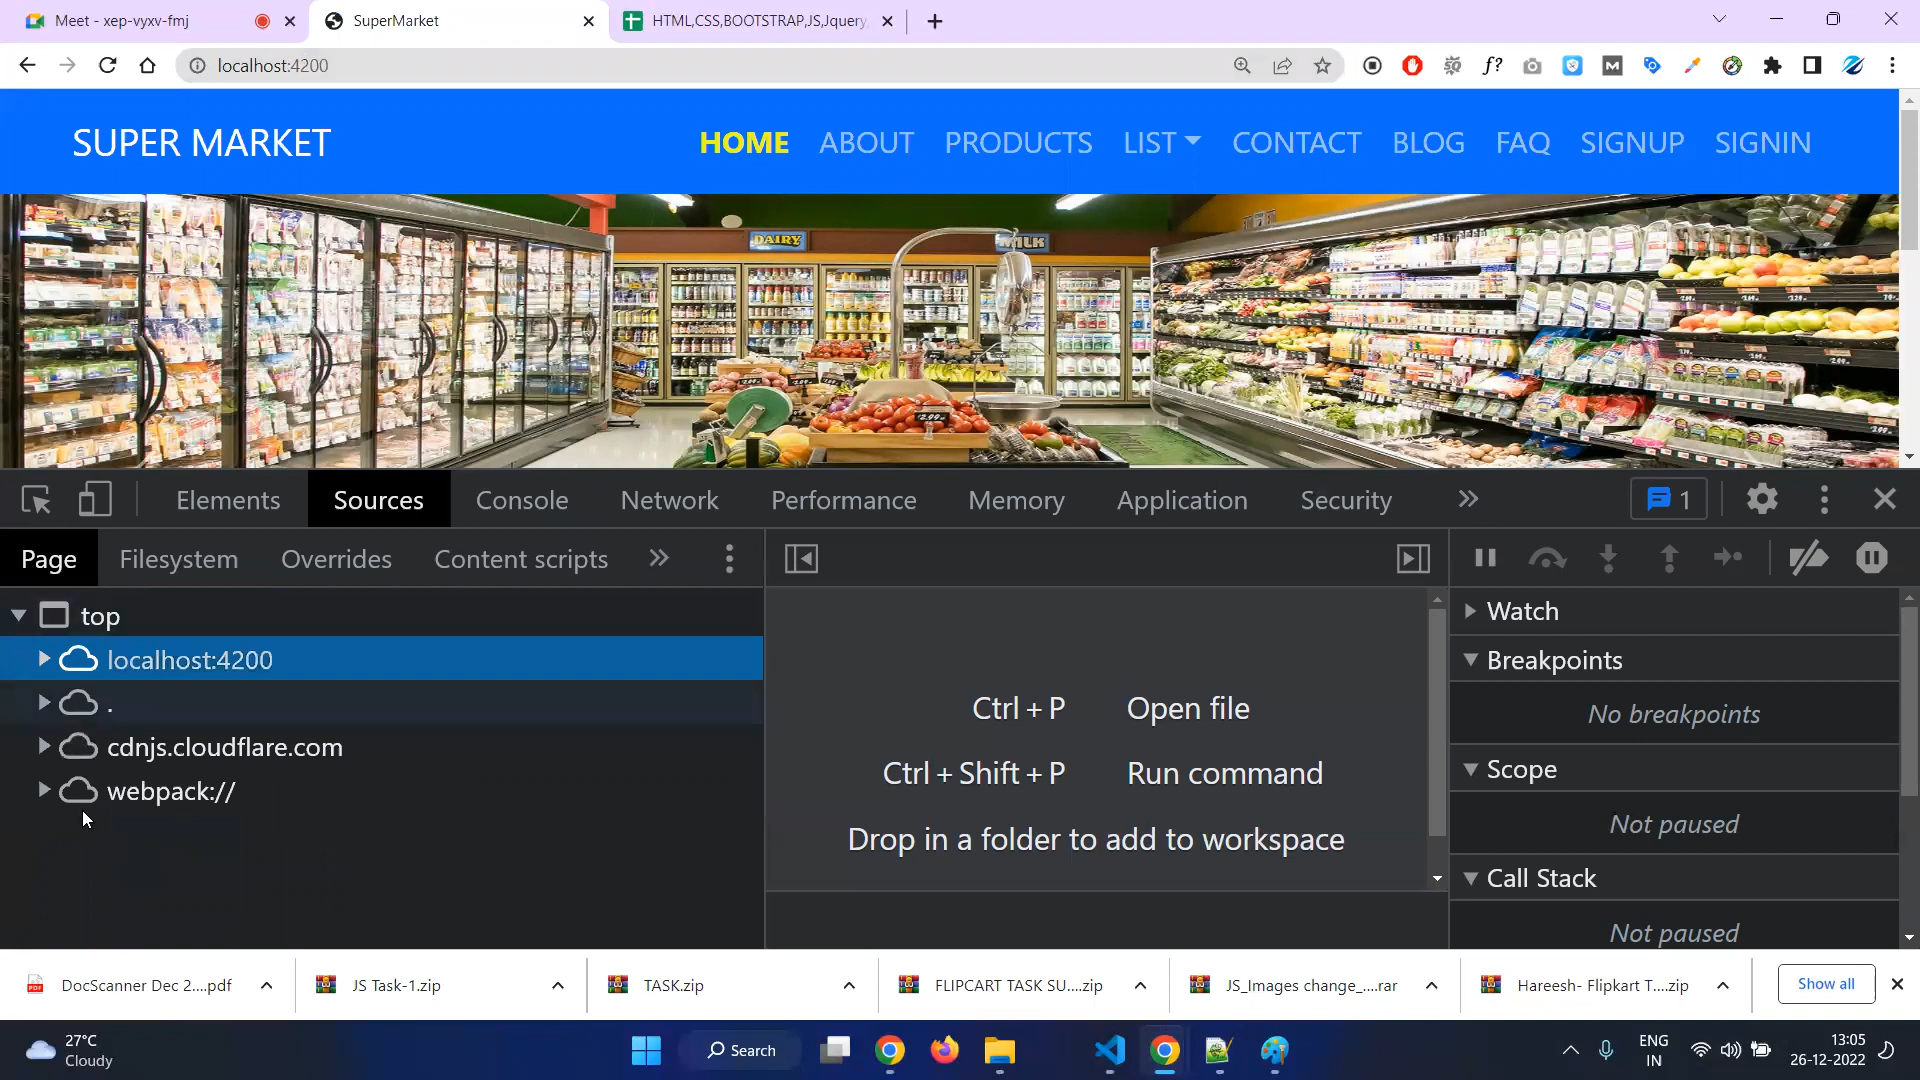 Meet - xep-vyxv-fmj
SuperMarket
HTML,CSS,BOOTSTRAP,JS,Jquery,
localhost:4200
SUPER MARKET
HOME ABOUT PRODUCTS LIST CONTACT BLOG FAQ SIGNUP SIGNIN
DAIRY
MILK
2.99
Elements Sources Console Network Performance Memory Application Security 1
Page Filesystem Overrides Content scripts
top
localhost:4200
.
cdnjs.cloudflare.com
webpack://
Ctrl + P Open file
Ctrl + Shift + P Run command
Drop in a folder to add to workspace
Watch
Breakpoints
No breakpoints
Scope
Not paused
Call Stack
Not paused
DocScanner Dec 2....pdf
JS Task-1.zip
TASK.zip
FLIPCART TASK SU....zip
JS_Images change_....rar
Hareesh- Flipkart T....zip
Show all
27°C
Cloudy
Search
ENG
IN
13:05
26-12-2022